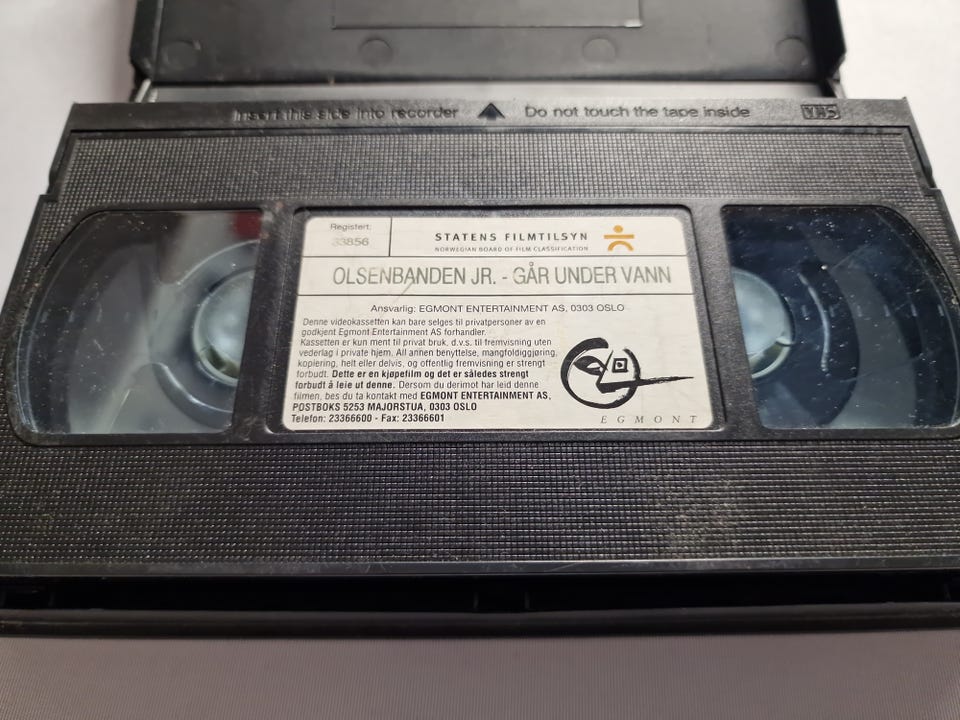 Insert this side into recorder ▲ Do not touch the tape inside VHS
Registert:
33856
STATENS FILMTILSYN
NORWEGIAN BOARD OF FILM CLASSIFICATION
OLSENBANDEN JR. - GÅR UNDER VANN
Ansvarlig: EGMONT ENTERTAINMENT AS, 0303 OSLO
Denne videokassetten kan bare selges til privatpersoner av en
godkjent Egmont Entertainment AS forhandler.
Kassetten er kun ment til privat bruk, d.v.s. til fremvisning uten
vederlag i private hjem. All annen benyttelse, mangfoldiggjøring,
kopiering, helt eller delvis, og offentlig fremvisning er strengt
forbudt. Dette er en kjøpefilm og det er således strengt
forbudt å leie ut denne. Dersom du derimot har leid denne
filmen, bes du ta kontakt med EGMONT ENTERTAINMENT AS,
POSTBOKS 5253 MAJORSTUA, 0303 OSLO
Telefon: 23366600 - Fax: 23366601
EGMONT